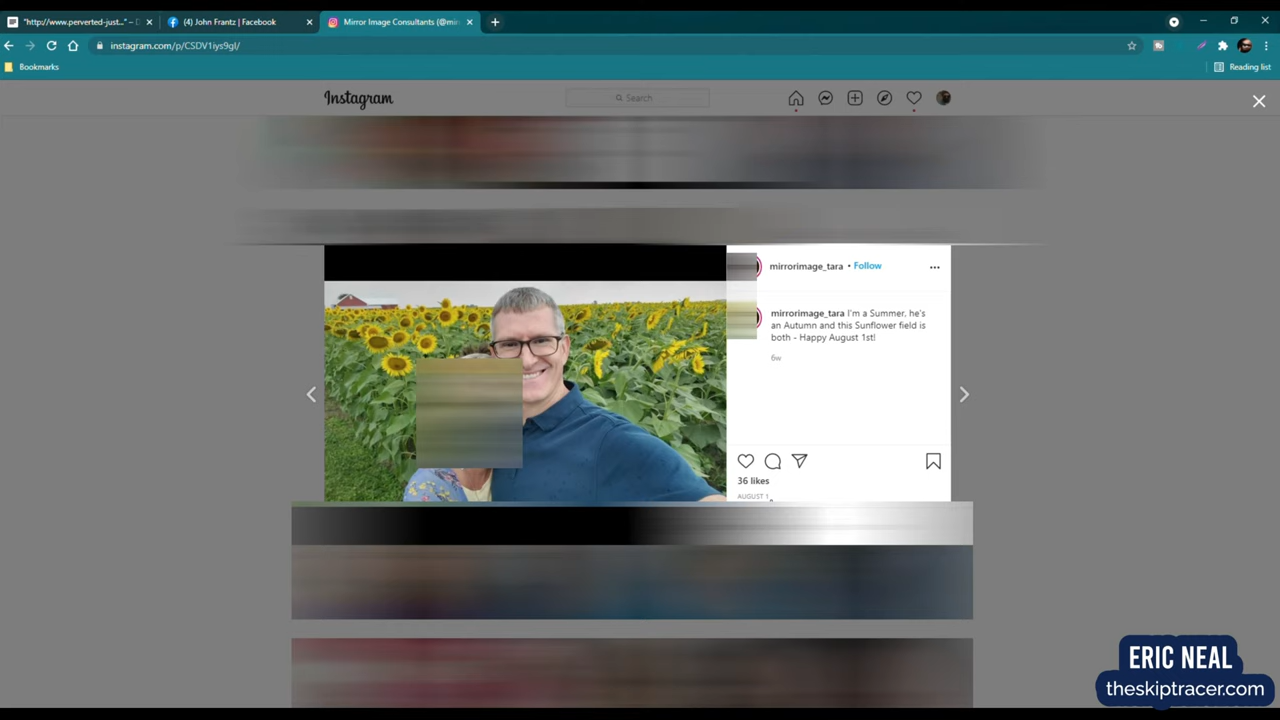 "http://www.perverted-just..." – D
(4) John Frantz | Facebook
Mirror Image Consultants (@mir
instagram.com/p/CSDV1iys9gl/
Bookmarks
Reading list
Instagram
Search
mirrorimage_tara • Follow
mirrorimage_tara I'm a Summer, he's
an Autumn and this Sunflower field is
both - Happy August 1st!
6w
36 likes
AUGUST 1
ERIC NEAL
theskiptracer.com